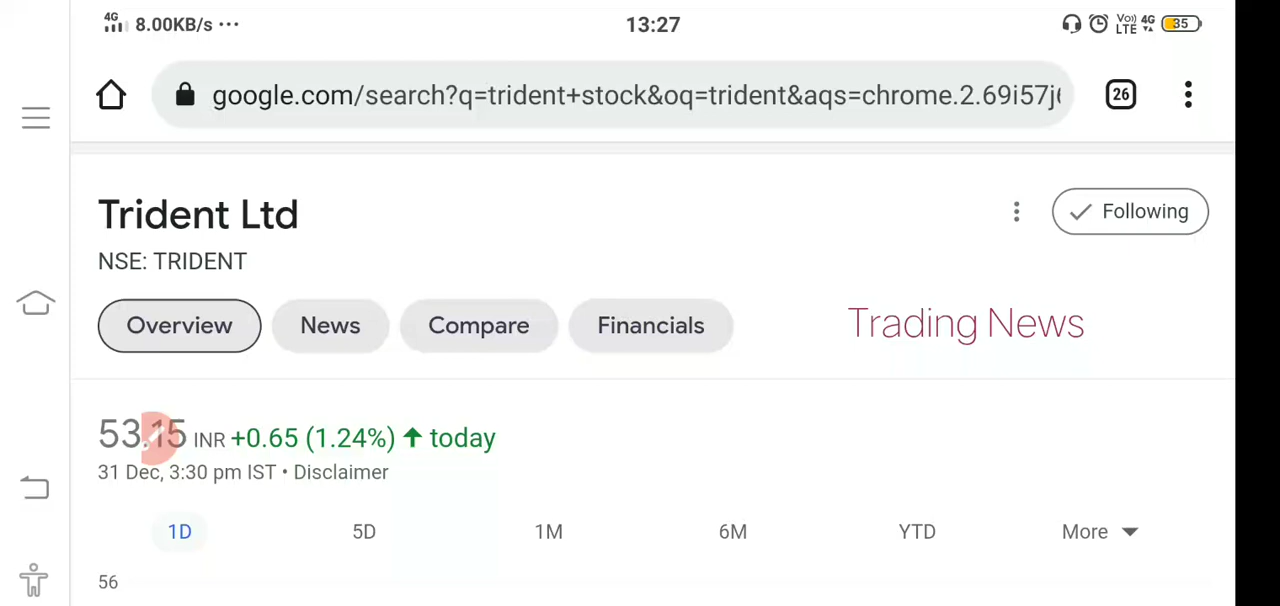 4G 8.00KB/s ··· 13:27 Vo)) LTE 4G 35
google.com/search?q=trident+stock&oq=trident&aqs=chrome.2.69i57j 26
Trident Ltd Following
NSE: TRIDENT
Overview News Compare Financials Trading News
53.15 INR +0.65 (1.24%) ↑ today
31 Dec, 3:30 pm IST • Disclaimer
1D 5D 1M 6M YTD More
56